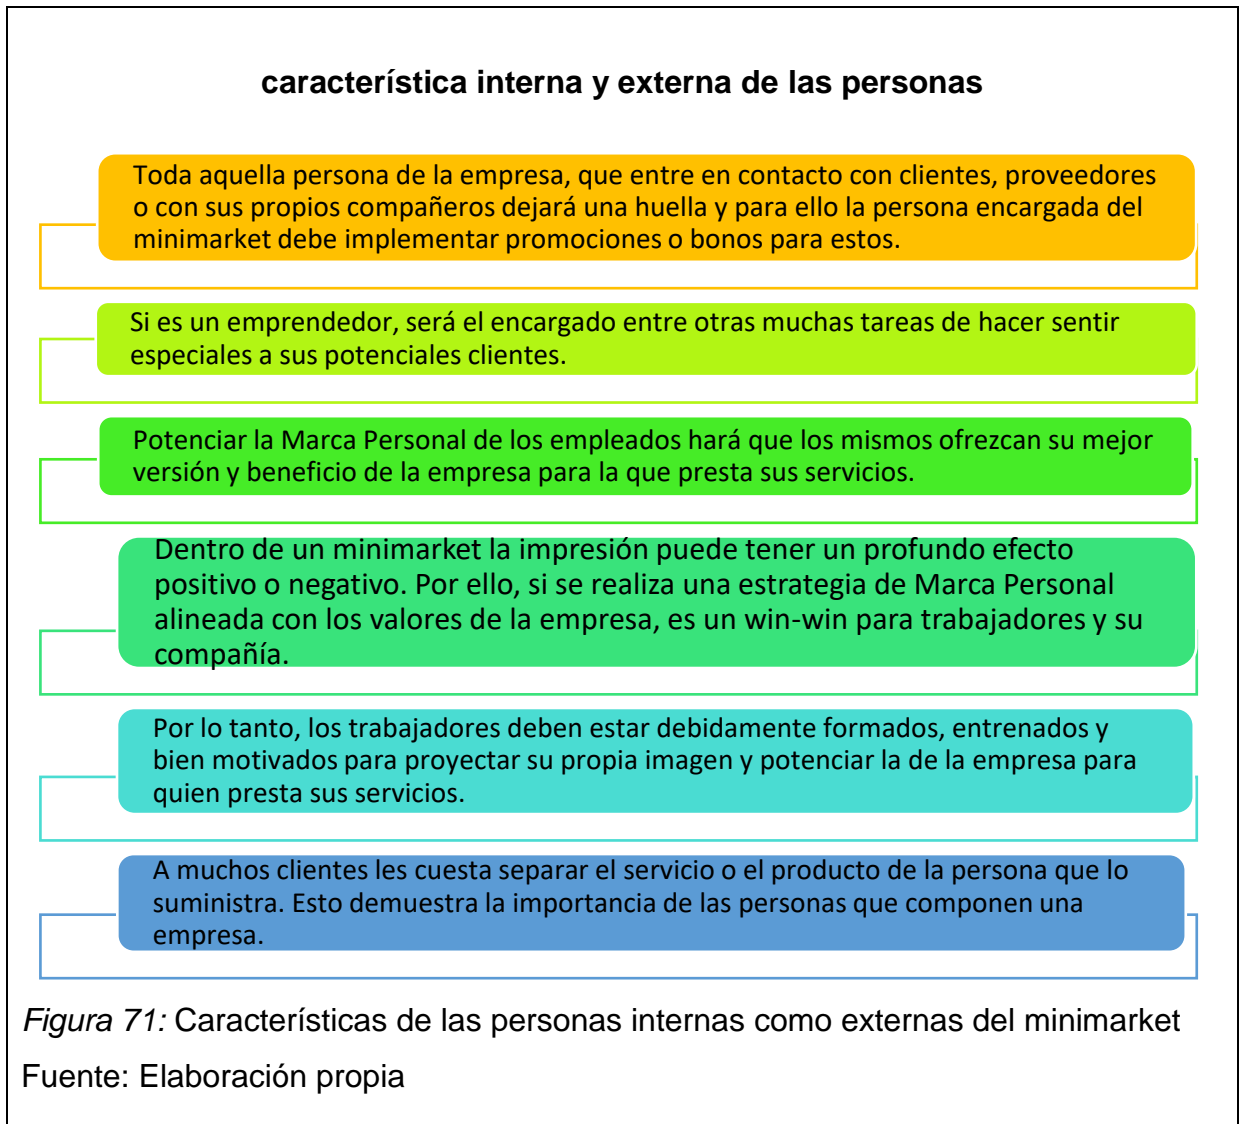 característica interna y externa de las personas
Toda aquella persona de la empresa, que entre en contacto con clientes, proveedores
o con sus propios compañeros dejará una huella y para ello la persona encargada del
minimarket debe implementar promociones o bonos para estos.
Si es un emprendedor, será el encargado entre otras muchas tareas de hacer sentir
especiales a sus potenciales clientes.
Potenciar la Marca Personal de los empleados hará que los mismos ofrezcan su mejor
versión y beneficio de la empresa para la que presta sus servicios.
Dentro de un minimarket la impresión puede tener un profundo efecto
positivo o negativo. Por ello, si se realiza una estrategia de Marca Personal
alineada con los valores de la empresa, es un win-win para trabajadores y su
compañía.
Por lo tanto, los trabajadores deben estar debidamente formados, entrenados y
bien motivados para proyectar su propia imagen y potenciar la de la empresa para
quien presta sus servicios.
A muchos clientes les cuesta separar el servicio o el producto de la persona que lo
suministra. Esto demuestra la importancia de las personas que componen una
empresa.
Figura 71: Características de las personas internas como externas del minimarket
Fuente: Elaboración propia